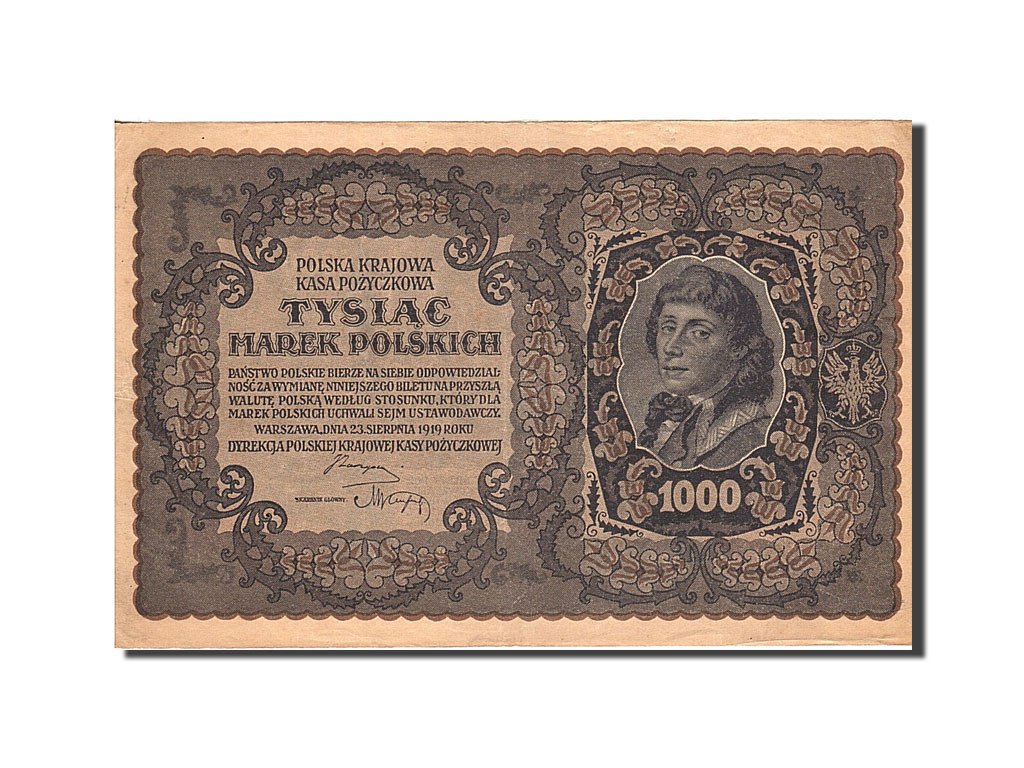 POLSKA KRAJOWA
KASA POŻYCZKOWA
TYSIĄC
MAREK POLSKICH
PAŃSTWO POLSKIE BIERZE NA SIEBIE ODPOWIEDZIAL
NOŚĆ ZA WYMIANĘ NINIEJSZEGO BILETU NA PRZYSZŁĄ
WALUTĘ POLSKĄ WEDŁUG STOSUNKU, KTÓRY DLA
MAREK POLSKICH UCHWALI SEJM USTAWODAWCZY.
WARSZAWA, DNIA 23. SIERPNIA 1919 ROKU
DYREKCJA POLSKIEJ KRAJOWEJ KASY POŻYCZKOWEJ
SKARBNIK GŁÓWNY.
1000